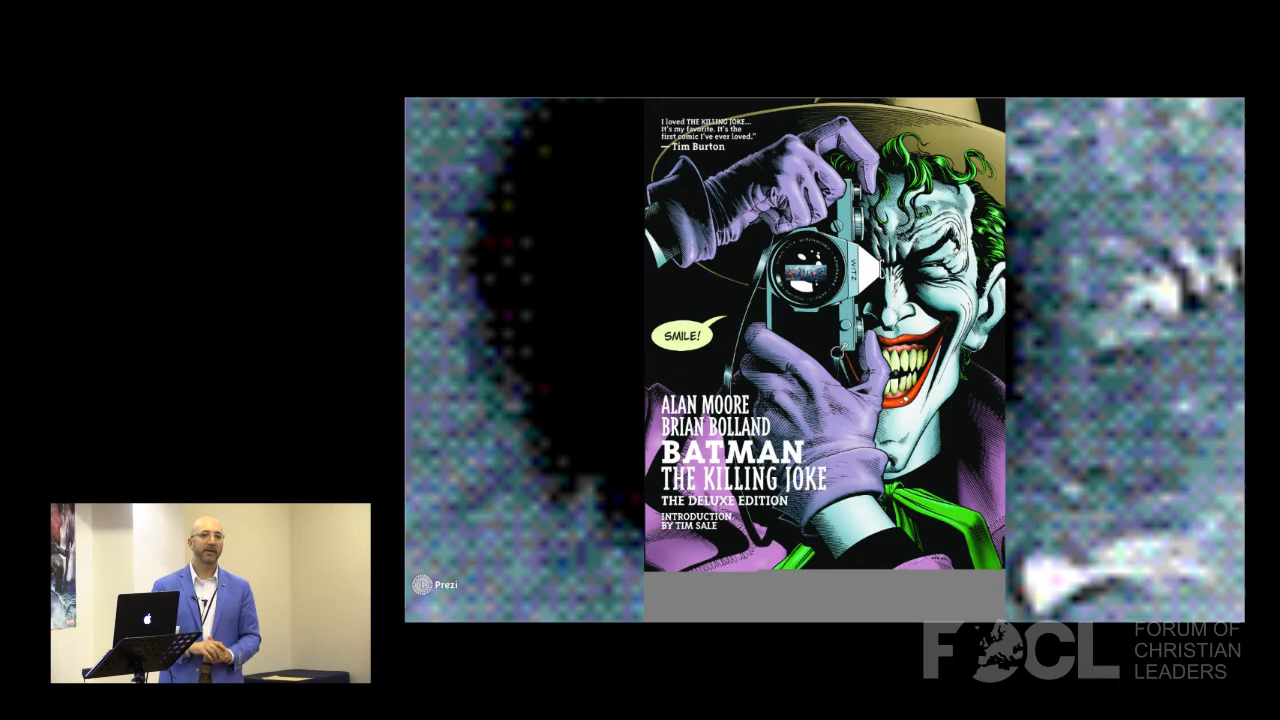 I loved THE KILLING JOKE...
It's my favorite. It's the
first comic I've ever loved."
— Tim Burton
WITZ
SMILE!
ALAN MOORE
BRIAN BOLLAND
BATMAN
THE KILLING JOKE
THE DELUXE EDITION
INTRODUCTION
BY TIM SALE
Prezi
FOCL
FORUM OF
CHRISTIAN
LEADERS